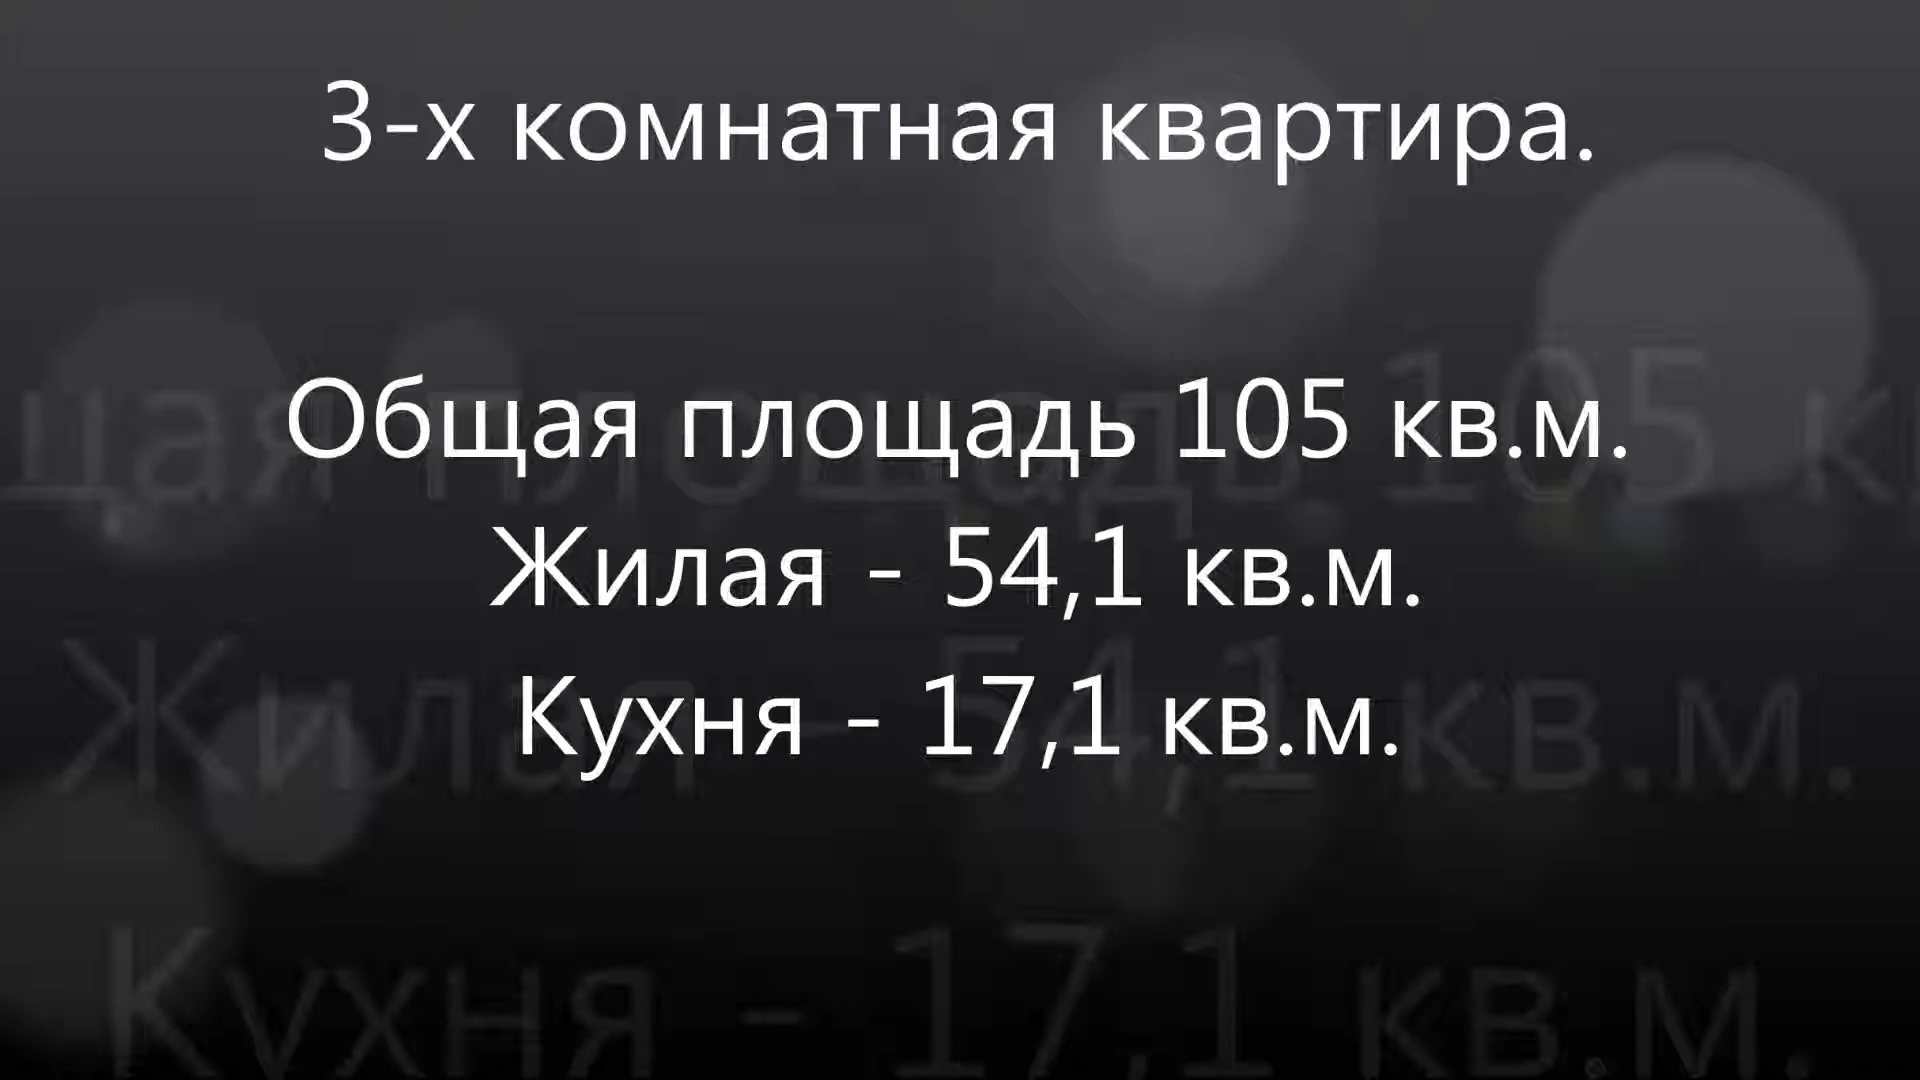 3-х комнатная квартира.
Общая площадь 105 кв.м.
Жилая - 54,1 кв.м.
Кухня - 17,1 кв.м.